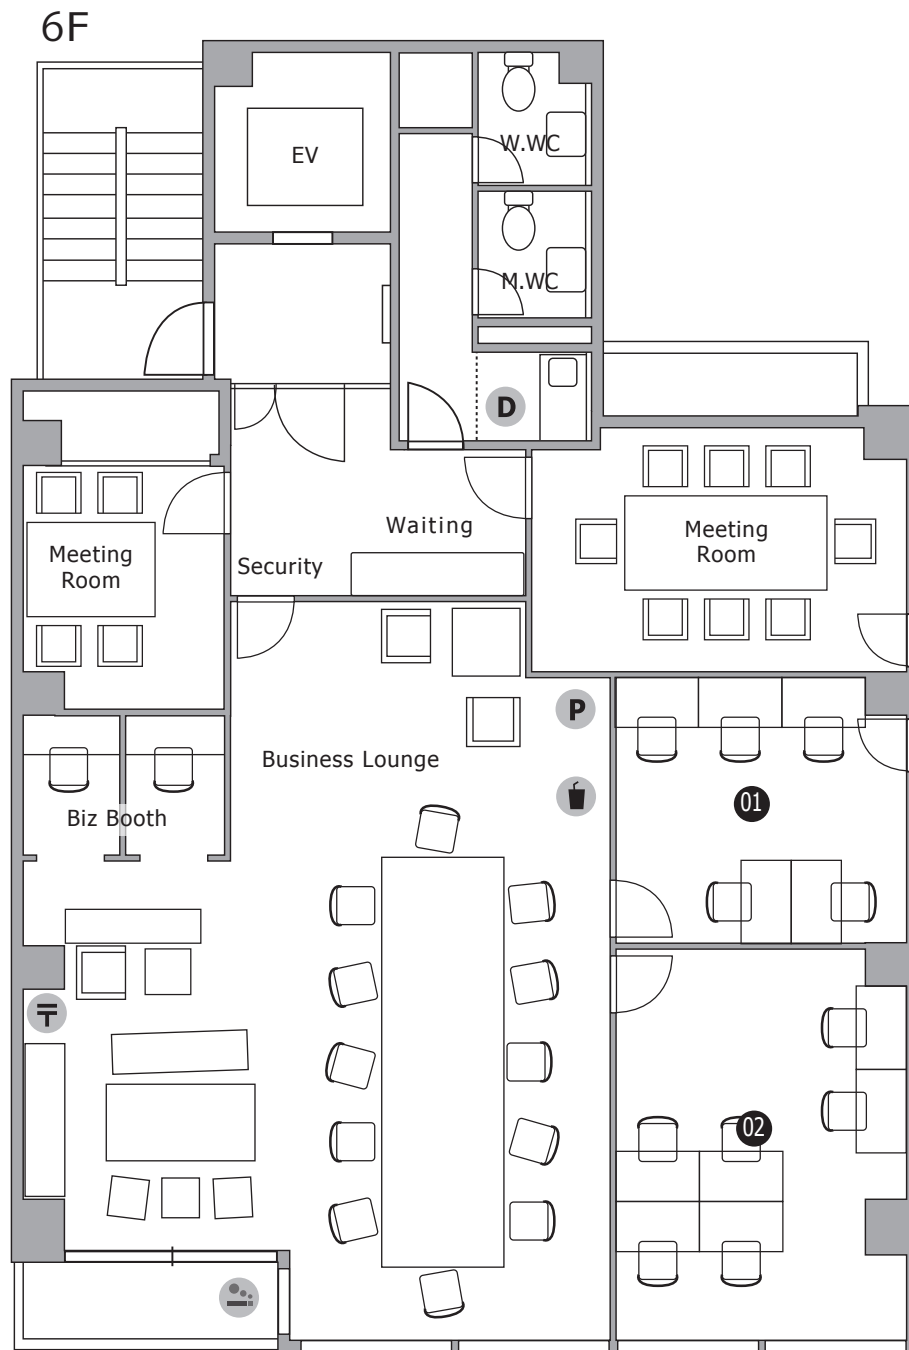 6F
EV
W.WC
M.WC
D
Waiting
Security
Meeting
Room
Meeting
Room
P
Business Lounge
01
Biz Booth
〒
02